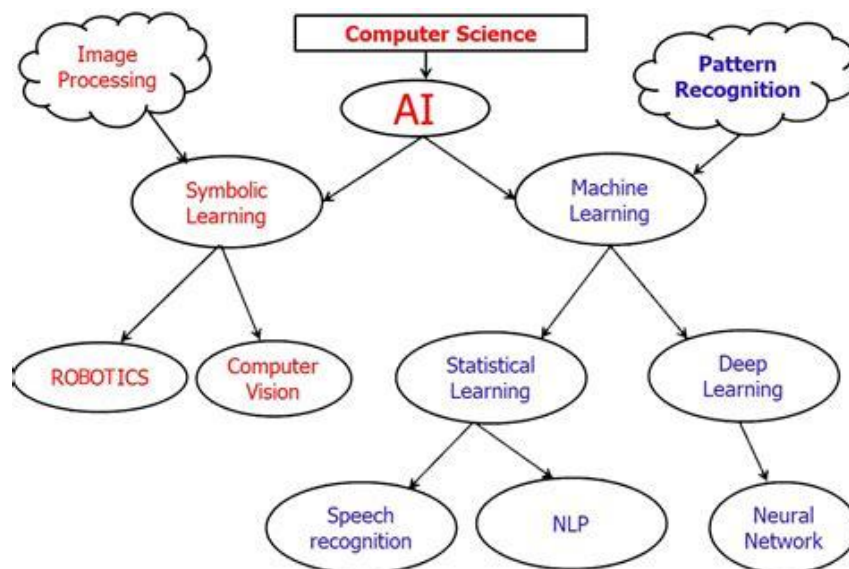 Computer Science
Image
Processing
AI
Pattern
Recognition
Symbolic
Learning
Machine
Learning
ROBOTICS
Computer
Vision
Statistical
Learning
Deep
Learning
Speech
recognition
NLP
Neural
Network